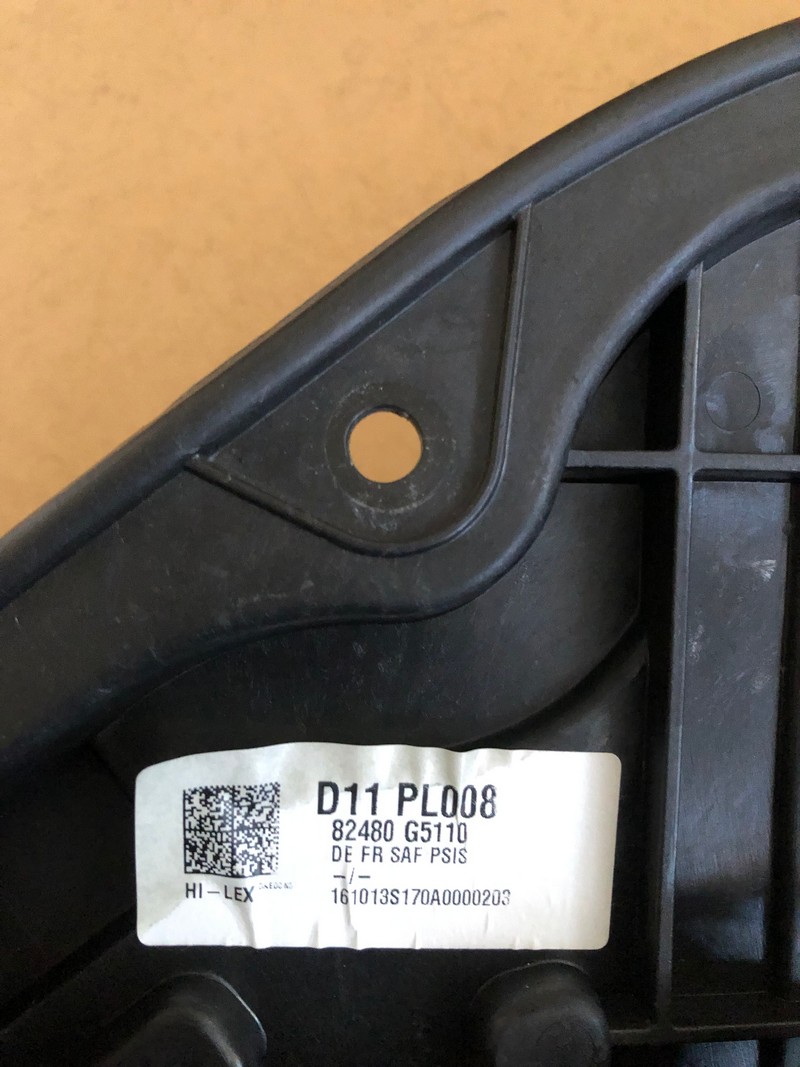 D11 PL008
82480 G5110
DE FR SAF PSIS
-/-
HI-LEX
161013S170A0000203